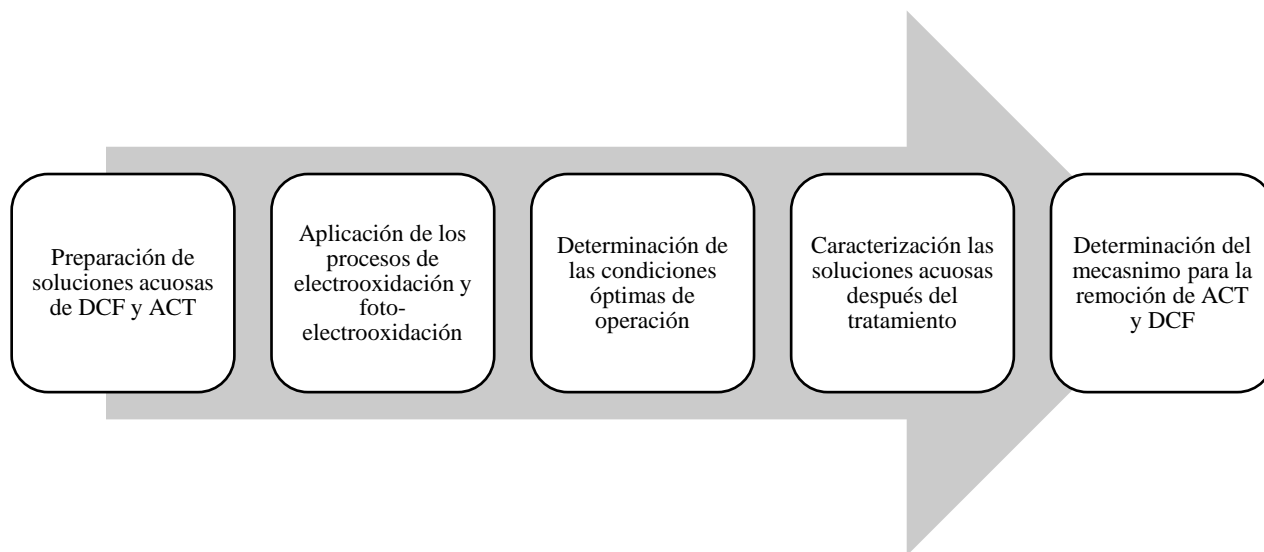 Preparación de
soluciones acuosas
de DCF y ACT
Aplicación de los
procesos de
electrooxidación y
foto-
electrooxidación
Determinación de
las condiciones
óptimas de
operación
Caracterización las
soluciones acuosas
después del
tratamiento
Determinación del
mecasnimo para la
remoción de ACT
y DCF